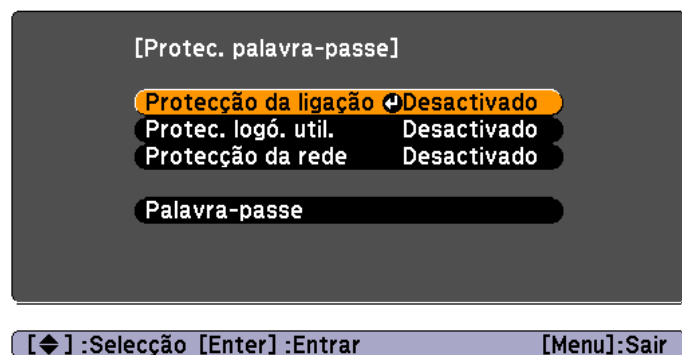 [Protec. palavra-passe]
Protecção da ligação Desactivado
Protec. logó. util. Desactivado
Protecção da rede Desactivado
Palavra-passe
[◆] :Selecção [Enter] :Entrar [Menu]:Sair